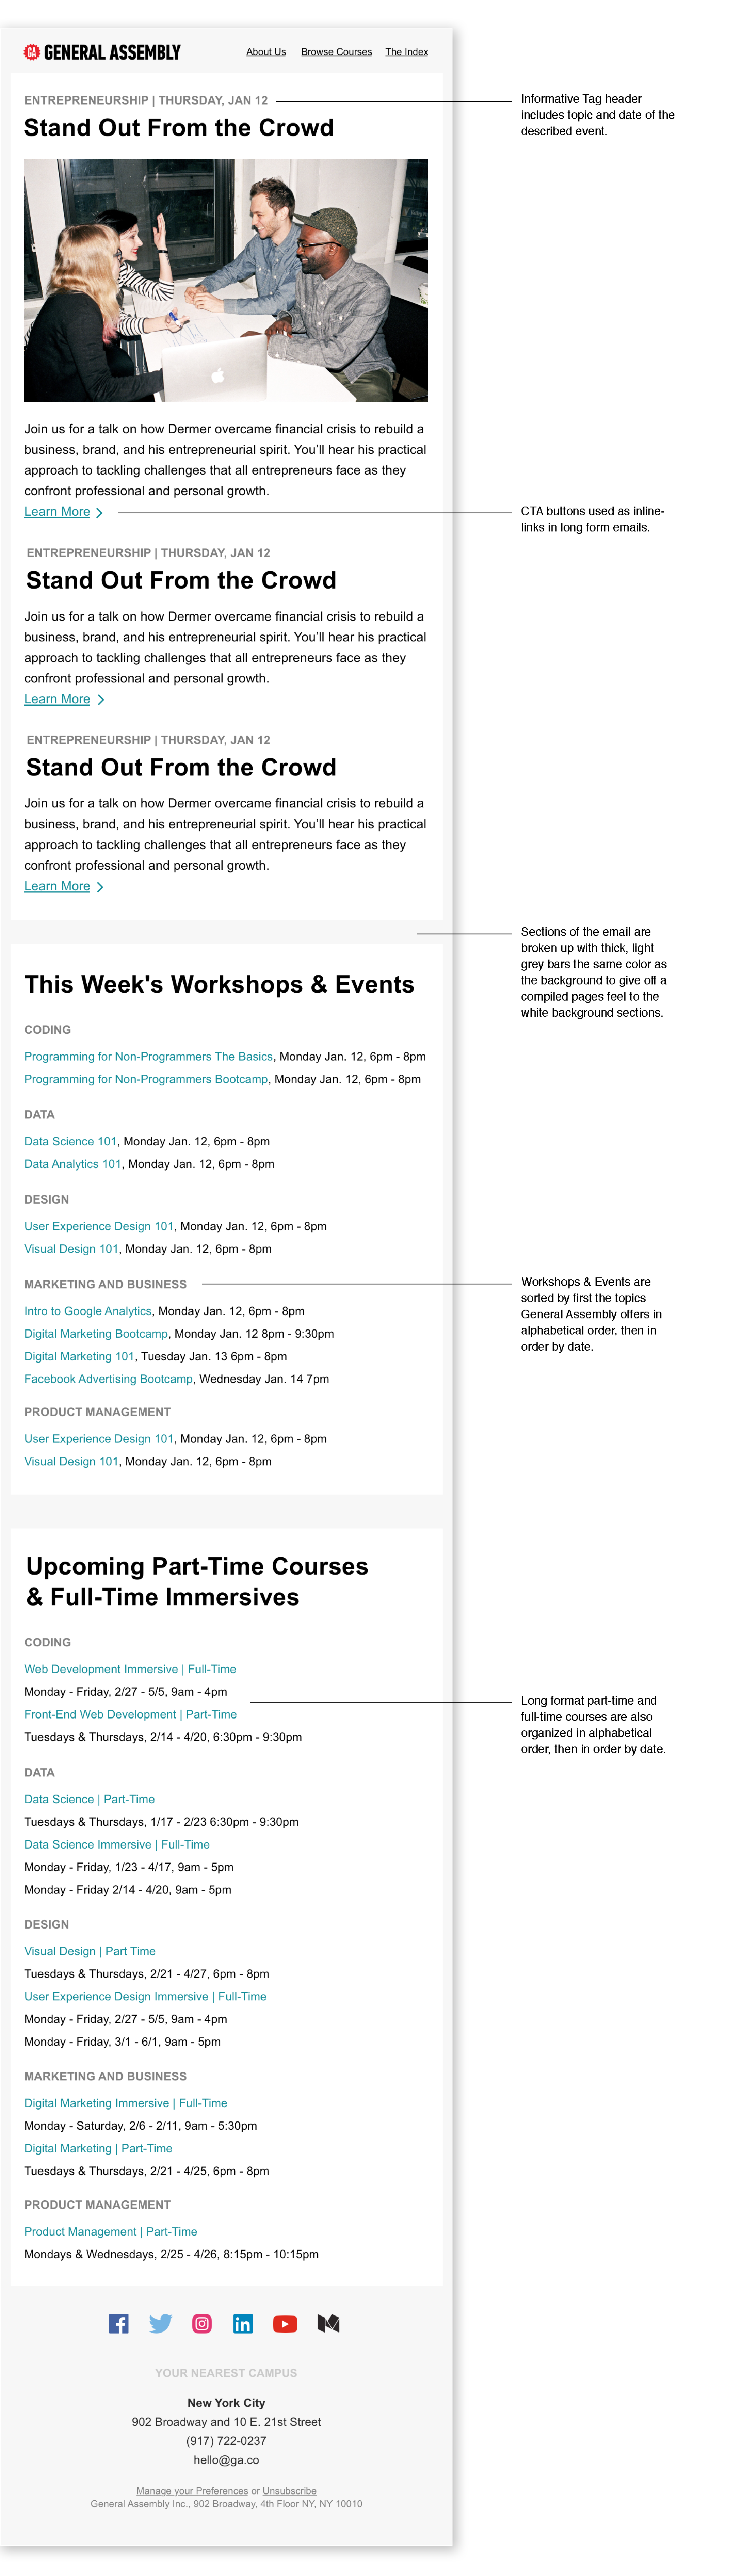 GA GENERAL ASSEMBLY
About Us Browse Courses The Index
ENTREPRENEURSHIP | THURSDAY, JAN 12
Stand Out From the Crowd
Informative Tag header
includes topic and date of the
described event.
Join us for a talk on how Dermer overcame financial crisis to rebuild a
business, brand, and his entrepreneurial spirit. You'll hear his practical
approach to tackling challenges that all entrepreneurs face as they
confront professional and personal growth.
Learn More
CTA buttons used as inline-
links in long form emails.
ENTREPRENEURSHIP | THURSDAY, JAN 12
Stand Out From the Crowd
Join us for a talk on how Dermer overcame financial crisis to rebuild a
business, brand, and his entrepreneurial spirit. You'll hear his practical
approach to tackling challenges that all entrepreneurs face as they
confront professional and personal growth.
Learn More
ENTREPRENEURSHIP | THURSDAY, JAN 12
Stand Out From the Crowd
Join us for a talk on how Dermer overcame financial crisis to rebuild a
business, brand, and his entrepreneurial spirit. You'll hear his practical
approach to tackling challenges that all entrepreneurs face as they
confront professional and personal growth.
Learn More
Sections of the email are
broken up with thick, light
grey bars the same color as
the background to give off a
compiled pages feel to the
white background sections.
This Week's Workshops & Events
CODING
Programming for Non-Programmers The Basics, Monday Jan. 12, 6pm - 8pm
Programming for Non-Programmers Bootcamp, Monday Jan. 12, 6pm - 8pm
DATA
Data Science 101, Monday Jan. 12, 6pm - 8pm
Data Analytics 101, Monday Jan. 12, 6pm - 8pm
DESIGN
User Experience Design 101, Monday Jan. 12, 6pm - 8pm
Visual Design 101, Monday Jan. 12, 6pm - 8pm
MARKETING AND BUSINESS
Intro to Google Analytics, Monday Jan. 12, 6pm - 8pm
Digital Marketing Bootcamp, Monday Jan. 12 8pm - 9:30pm
Digital Marketing 101, Tuesday Jan. 13 6pm - 8pm
Facebook Advertising Bootcamp, Wednesday Jan. 14 7pm
Workshops & Events are
sorted by first the topics
General Assembly offers in
alphabetical order, then in
order by date.
PRODUCT MANAGEMENT
User Experience Design 101, Monday Jan. 12, 6pm - 8pm
Visual Design 101, Monday Jan. 12, 6pm - 8pm
Upcoming Part-Time Courses
& Full-Time Immersives
CODING
Web Development Immersive | Full-Time
Monday - Friday, 2/27 - 5/5, 9am - 4pm
Front-End Web Development | Part-Time
Tuesdays & Thursdays, 2/14 - 4/20, 6:30pm - 9:30pm
Long format part-time and
full-time courses are also
organized in alphabetical
order, then in order by date.
DATA
Data Science | Part-Time
Tuesdays & Thursdays, 1/17 - 2/23 6:30pm - 9:30pm
Data Science Immersive | Full-Time
Monday - Friday, 1/23 - 4/17, 9am - 5pm
Monday - Friday 2/14 - 4/20, 9am - 5pm
DESIGN
Visual Design | Part Time
Tuesdays & Thursdays, 2/21 - 4/27, 6pm - 8pm
User Experience Design Immersive | Full-Time
Monday - Friday, 2/27 - 5/5, 9am - 4pm
Monday - Friday, 3/1 - 6/1, 9am - 5pm
MARKETING AND BUSINESS
Digital Marketing Immersive | Full-Time
Monday - Saturday, 2/6 - 2/11, 9am - 5:30pm
Digital Marketing | Part-Time
Tuesdays & Thursdays, 2/21 - 4/25, 6pm - 8pm
PRODUCT MANAGEMENT
Product Management | Part-Time
Mondays & Wednesdays, 2/25 - 4/26, 8:15pm - 10:15pm
YOUR NEAREST CAMPUS
New York City
902 Broadway and 10 E. 21st Street
(917) 722-0237
hello@ga.co
Manage your Preferences or Unsubscribe
General Assembly Inc., 902 Broadway, 4th Floor NY, NY 10010